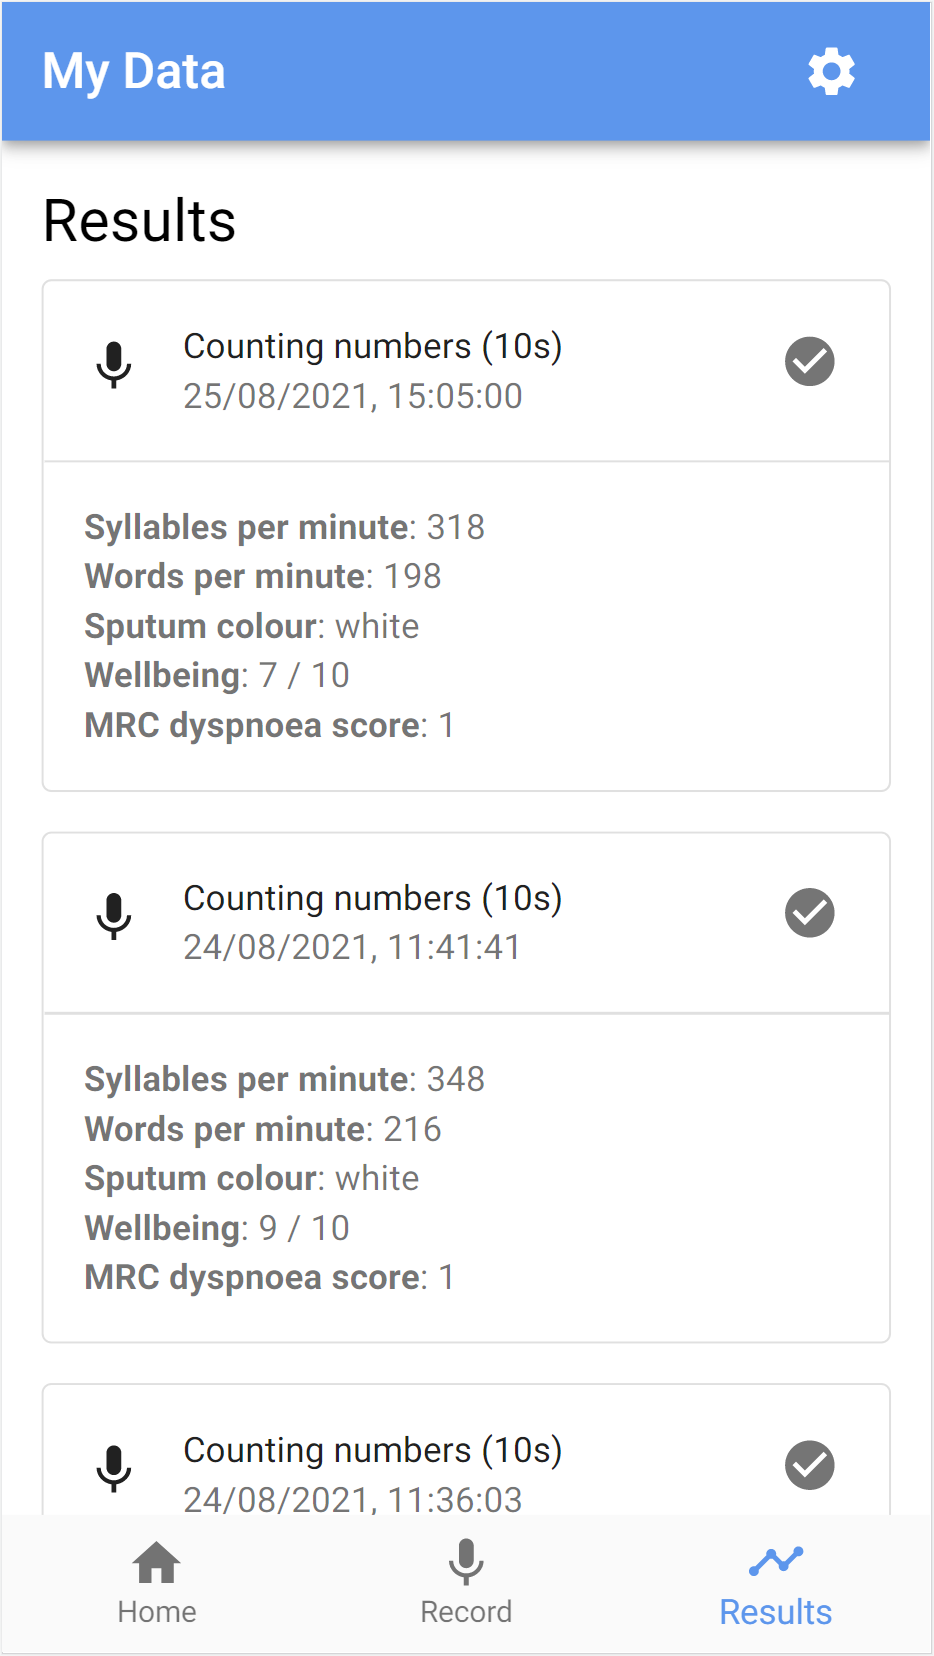 My Data
Results
Counting numbers (10s)
25/08/2021, 15:05:00
Syllables per minute: 318
Words per minute: 198
Sputum colour: white
Wellbeing: 7 / 10
MRC dyspnoea score: 1
Counting numbers (10s)
24/08/2021, 11:41:41
Syllables per minute: 348
Words per minute: 216
Sputum colour: white
Wellbeing: 9 / 10
MRC dyspnoea score: 1
Counting numbers (10s)
24/08/2021, 11:36:03
Home Record Results